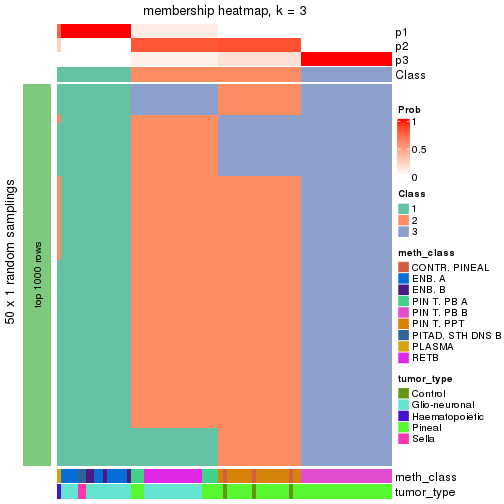 membership heatmap, k = 3
p1
p2
p3
Class
50 x 1 random samplings
top 1000 rows
Prob
1
0.5
0
Class
1
2
3
meth_class
CONTR. PINEAL
ENB. A
ENB. B
PIN T. PB A
PIN T. PB B
PIN T. PPT
PITAD. STH DNS B
PLASMA
RETB
tumor_type
Control
Glio-neuronal
Haematopoietic
Pineal
Sella
meth_class
tumor_type